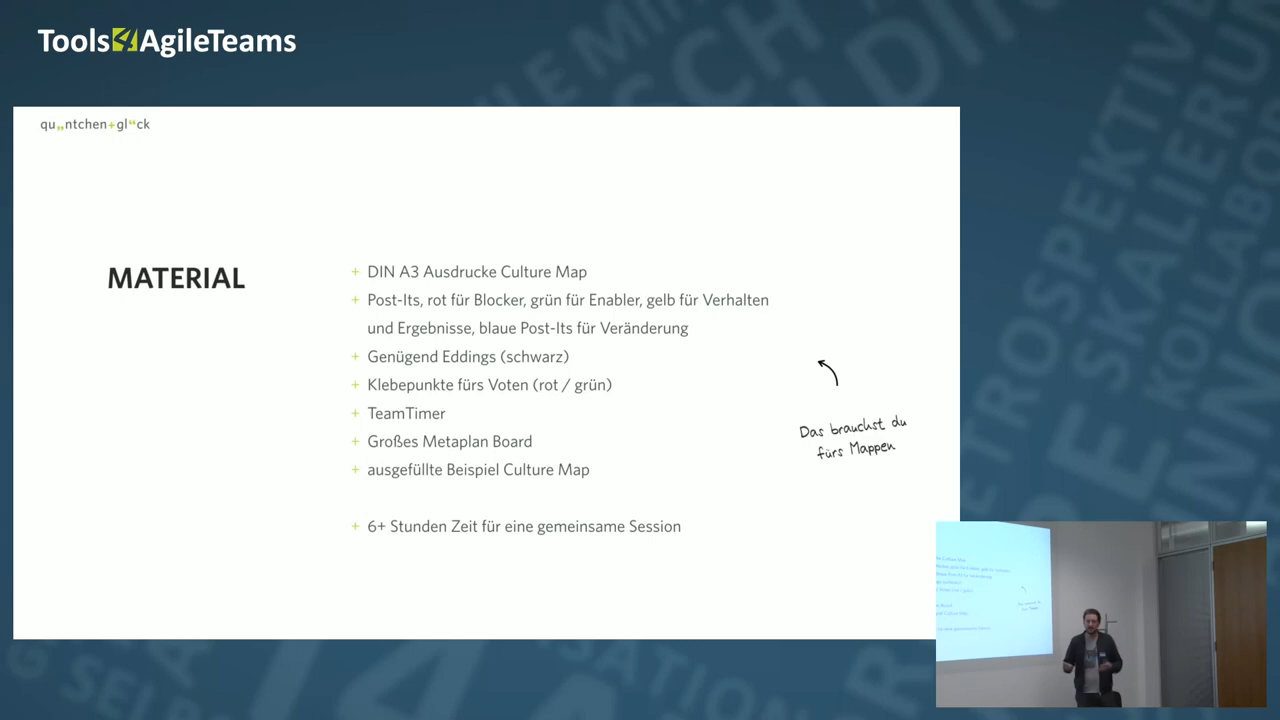 Tools4AgileTeams
qu„ntchen+gl“ck
MATERIAL
+ DIN A3 Ausdrucke Culture Map
+ Post-Its, rot für Blocker, grün für Enabler, gelb für Verhalten
und Ergebnisse, blaue Post-Its für Veränderung
+ Genügend Eddings (schwarz)
+ Klebepunkte fürs Voten (rot / grün)
+ TeamTimer
+ Großes Metaplan Board
+ ausgefüllte Beispiel Culture Map
+ 6+ Stunden Zeit für eine gemeinsame Session
Das brauchst du
fürs Mappen